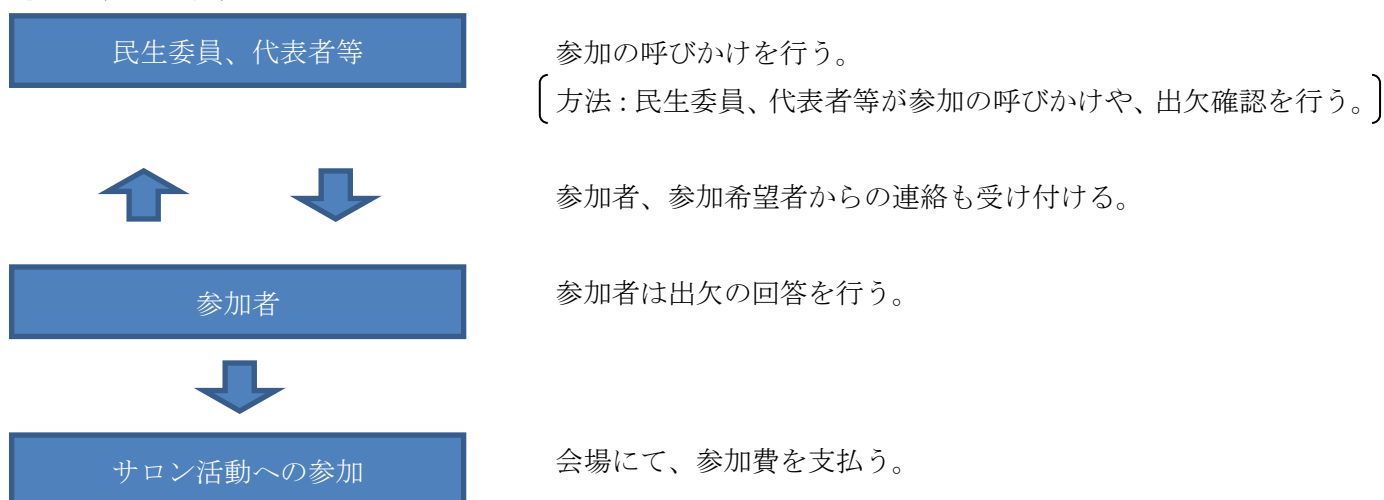 民生委員、代表者等
参加の呼びかけを行う。
方法：民生委員、代表者等が参加の呼びかけや、出欠確認を行う。
参加者、参加希望者からの連絡も受け付ける。
参加者
参加者は出欠の回答を行う。
サロン活動への参加
会場にて、参加費を支払う。